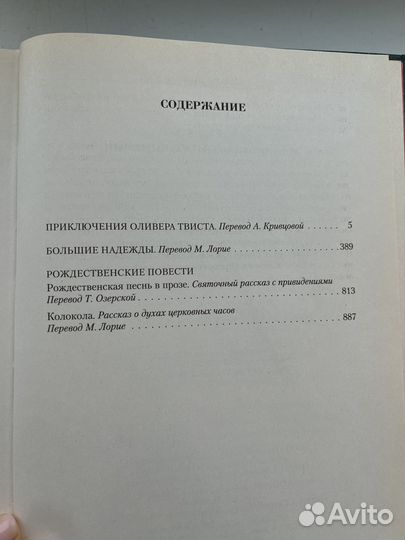 СОДЕРЖАНИЕ
ПРИКЛЮЧЕНИЯ ОЛИВЕРА ТВИСТА. Перевод А. Кривцовой . . . . . . 5
БОЛЬШИЕ НАДЕЖДЫ. Перевод М. Лорие . . . . . . . . . . . . . . . 389
РОЖДЕСТВЕНСКИЕ ПОВЕСТИ
Рождественская песнь в прозе. Святочный рассказ с привидениями
Перевод Т. Озерской . . . . . . . . . . . . . . . . . . . . . . . . . . . . . . . 813
Колокола. Рассказ о духах церковных часов
Перевод М. Лорие . . . . . . . . . . . . . . . . . . . . . . . . . . . . . . . . . 887
Avito